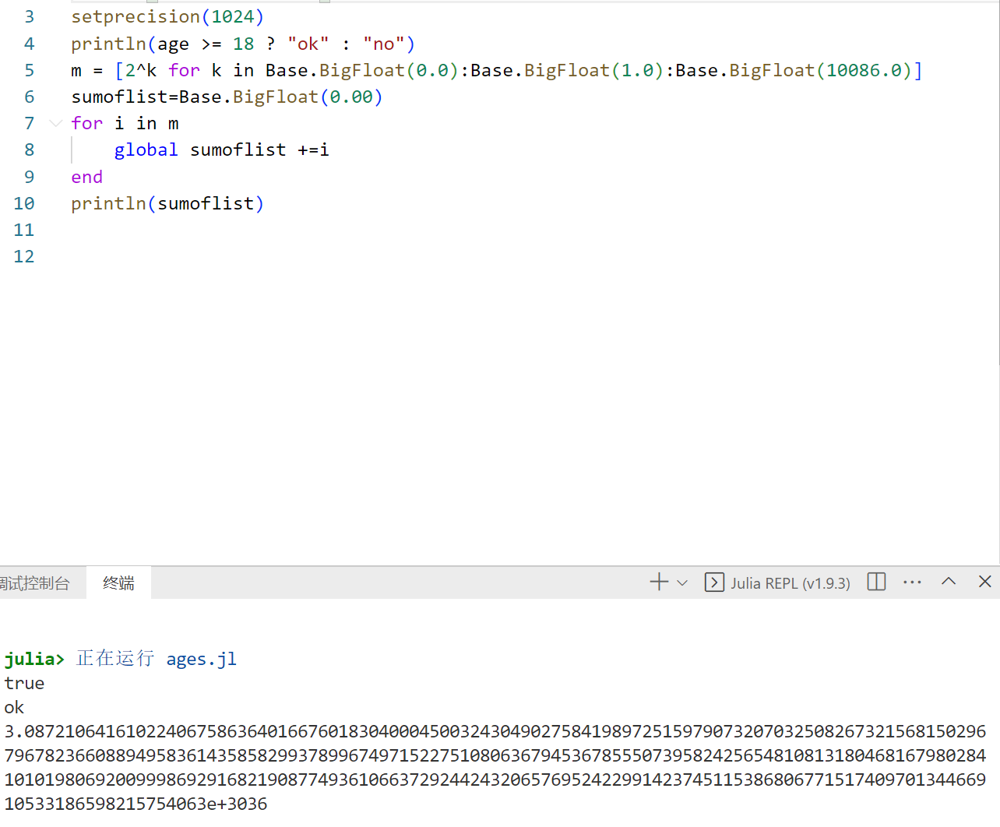 3 setprecision(1024)
4 println(age >= 18 ? "ok" : "no")
5 m = [2^k for k in Base.BigFloat(0.0):Base.BigFloat(1.0):Base.BigFloat(10086.0)]
6 sumoflist=Base.BigFloat(0.00)
7 for i in m
8 global sumoflist +=i
9 end
10 println(sumoflist)
11
12
调试控制台 终端 Julia REPL (v1.9.3)
julia> 正在运行 ages.jl
true
ok
3.08721064161022406758636401667601830400045003243049027584198972515979073207032508267321568150296
7967823660889495836143585829937899674971522751080636794536785550739582425654810813180468167980284
1010198069200999869291682190877493610663729244243206576952422991423745115386806771517409701344669
10533186598215754063e+3036